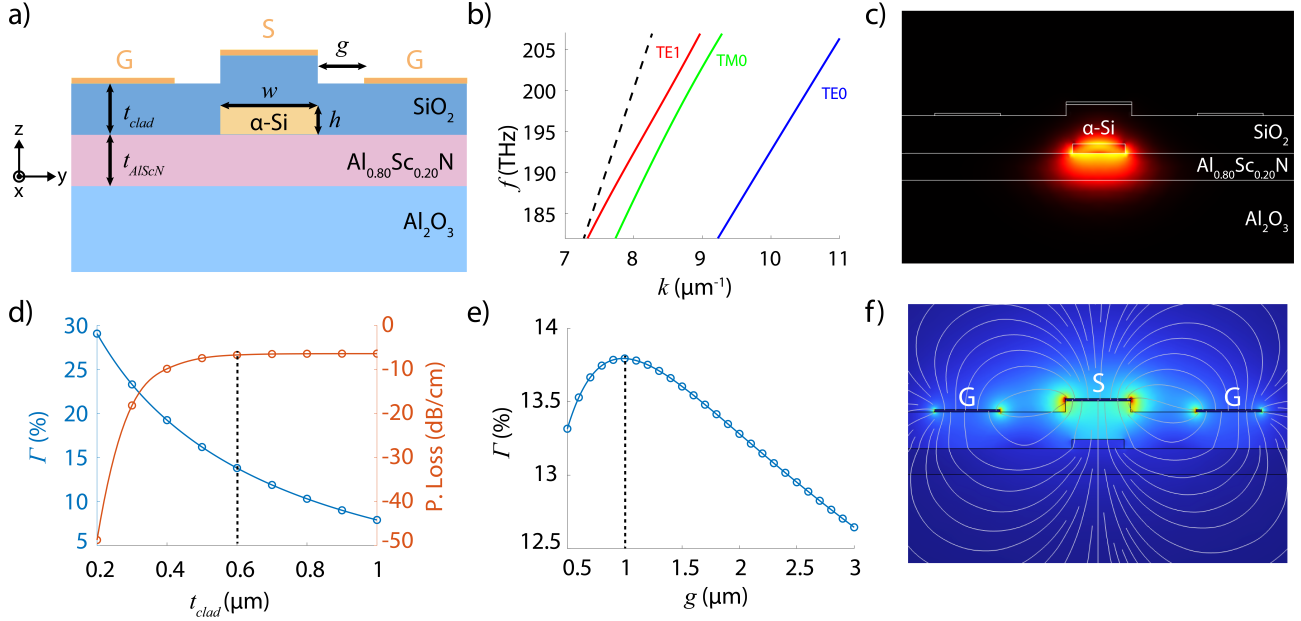 a)
S
G
g
G
w
t_clad
SiO₂
α-Si
h
t_AlScN
Al₀.₈₀Sc₀.₂₀N
z
y
x
Al₂O₃
b)
205
200
195
190
185
f (THz)
TE1
TM0
TE0
7
8
9
10
11
k (μm⁻¹)
c)
α-Si
SiO₂
Al₀.₈₀Sc₀.₂₀N
Al₂O₃
d)
30
25
20
15
10
5
Γ (%)
0
-10
-20
-30
-40
-50
P. Loss (dB/cm)
0.2
0.4
0.6
0.8
1
t_clad (μm)
e)
14
13.5
13
12.5
Γ (%)
0.5
1
1.5
2
2.5
3
g (μm)
f)
G
S
G